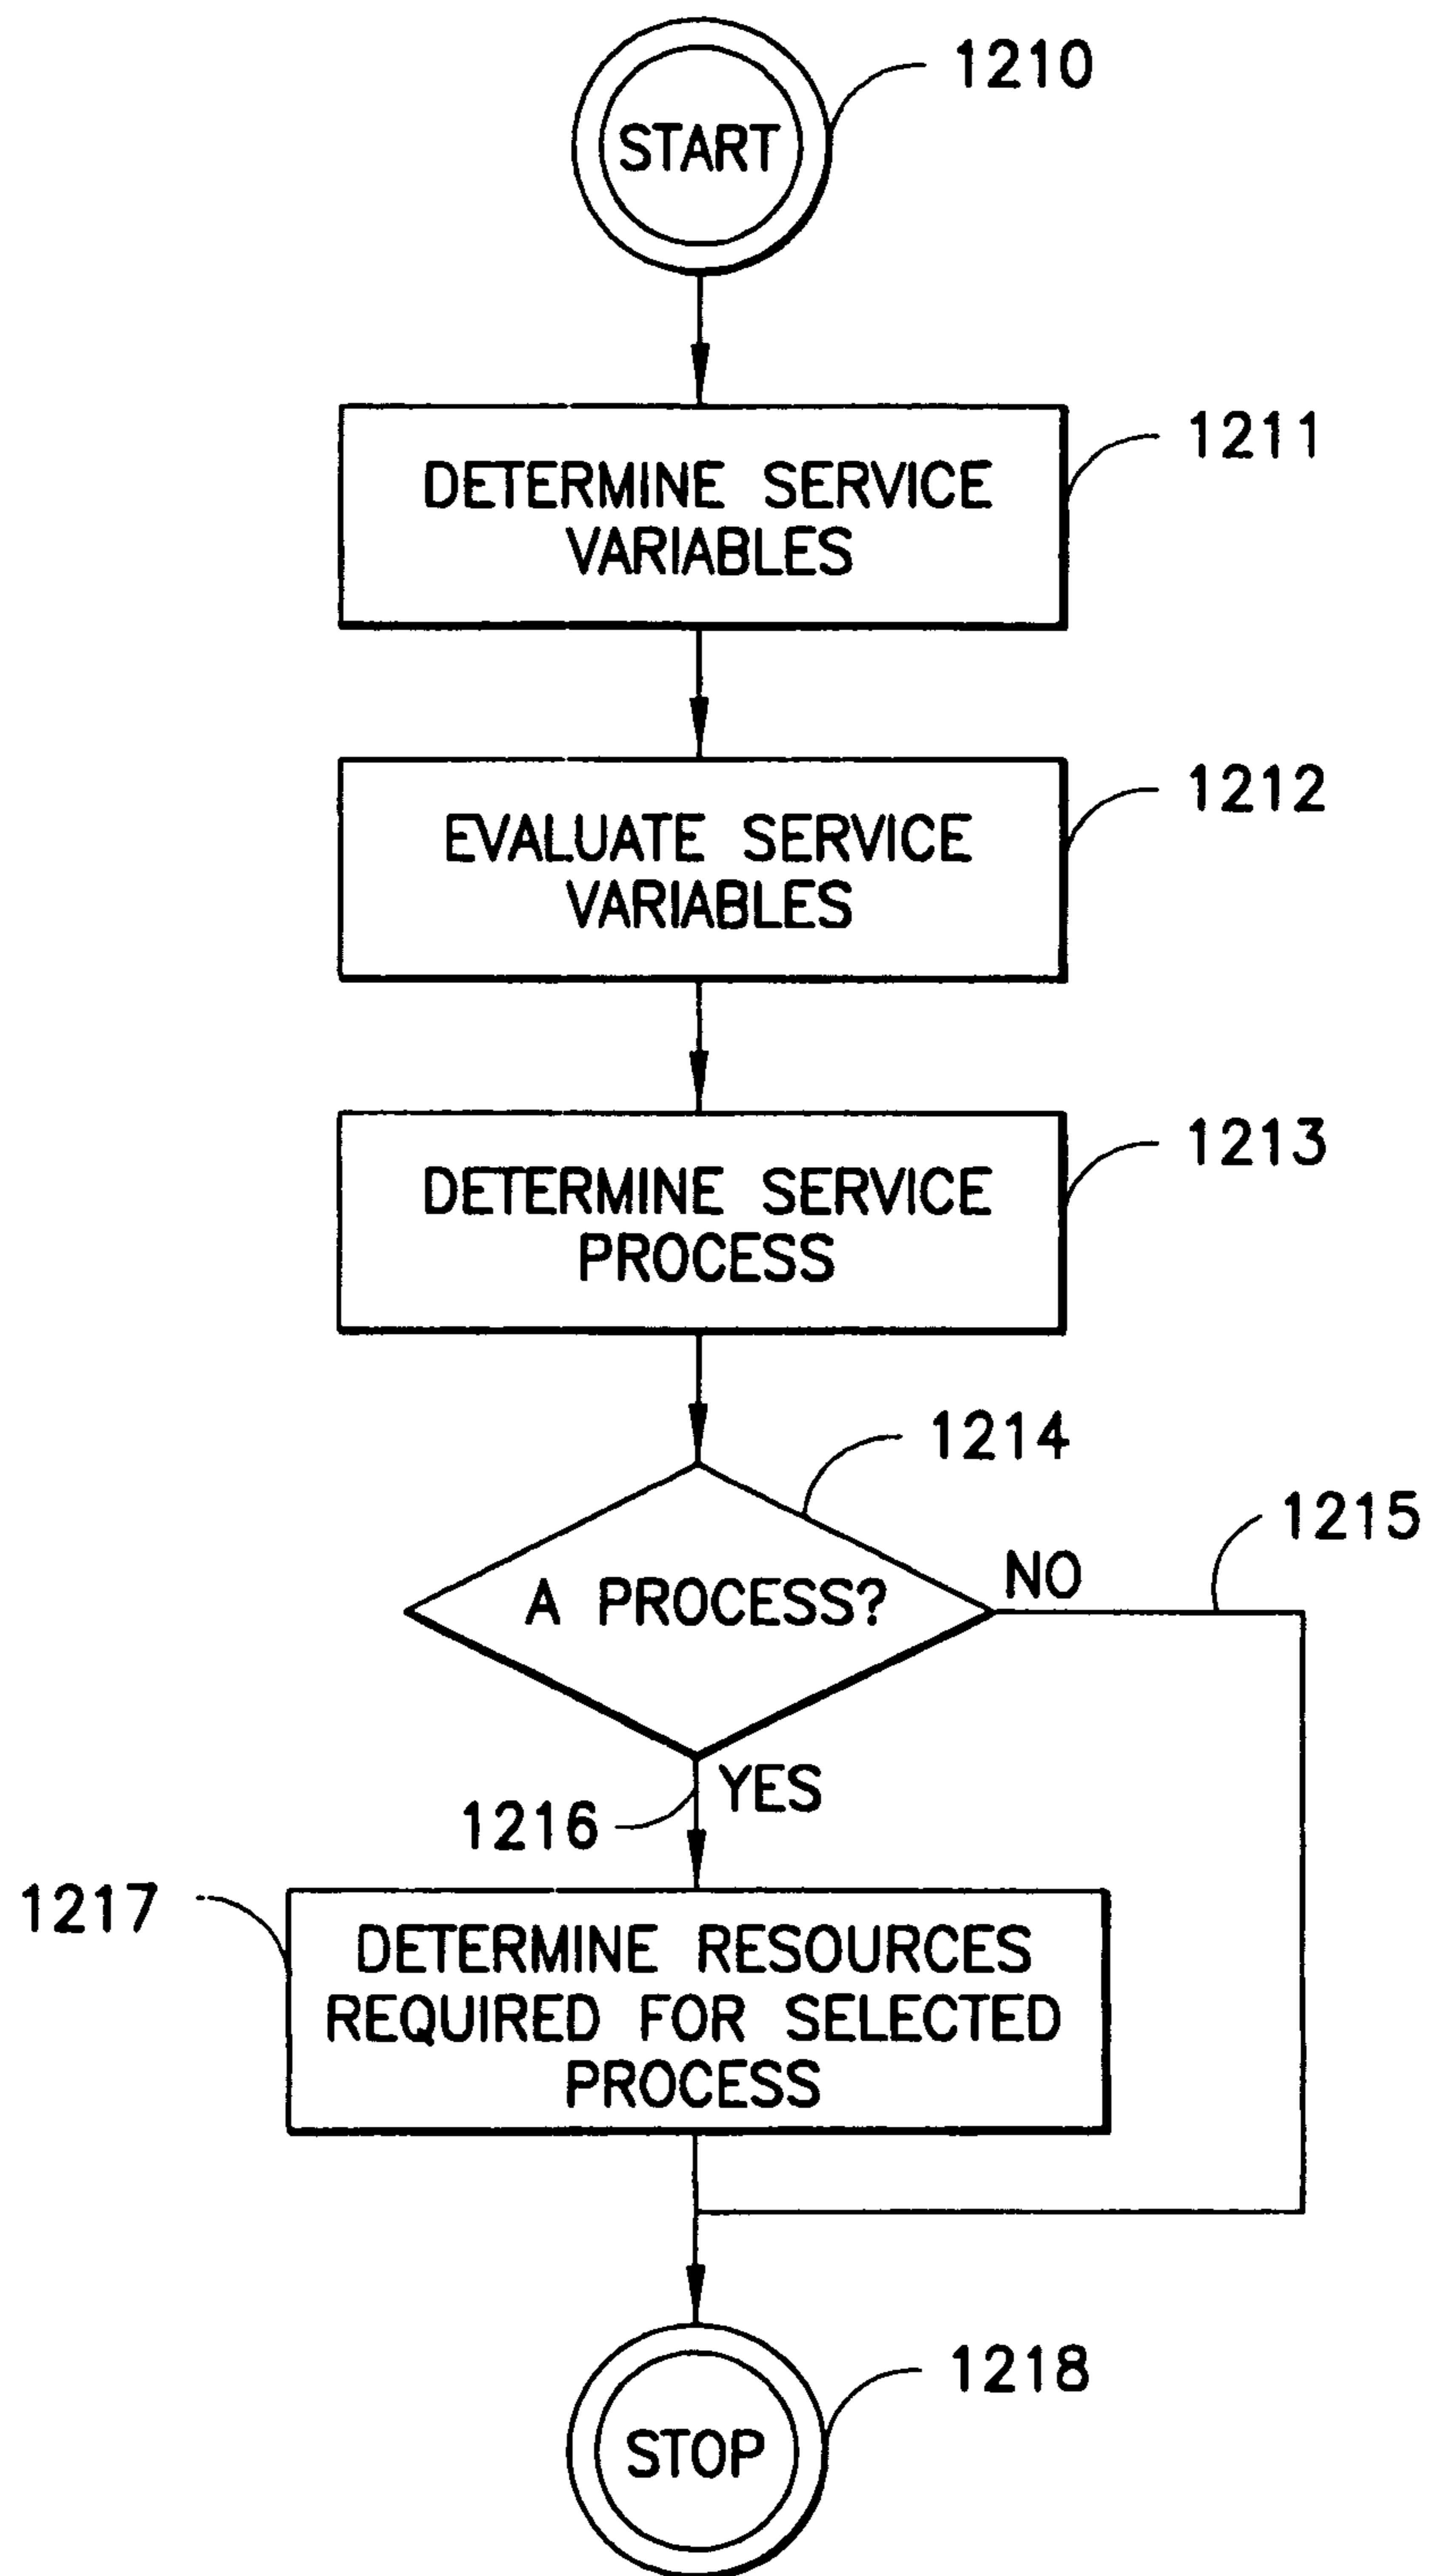 1210
START
1211
DETERMINE SERVICE
VARIABLES
1212
EVALUATE SERVICE
VARIABLES
1213
DETERMINE SERVICE
PROCESS
1214
1215
NO
A PROCESS?
YES
1216
1217
DETERMINE RESOURCES
REQUIRED FOR SELECTED
PROCESS
1218
STOP